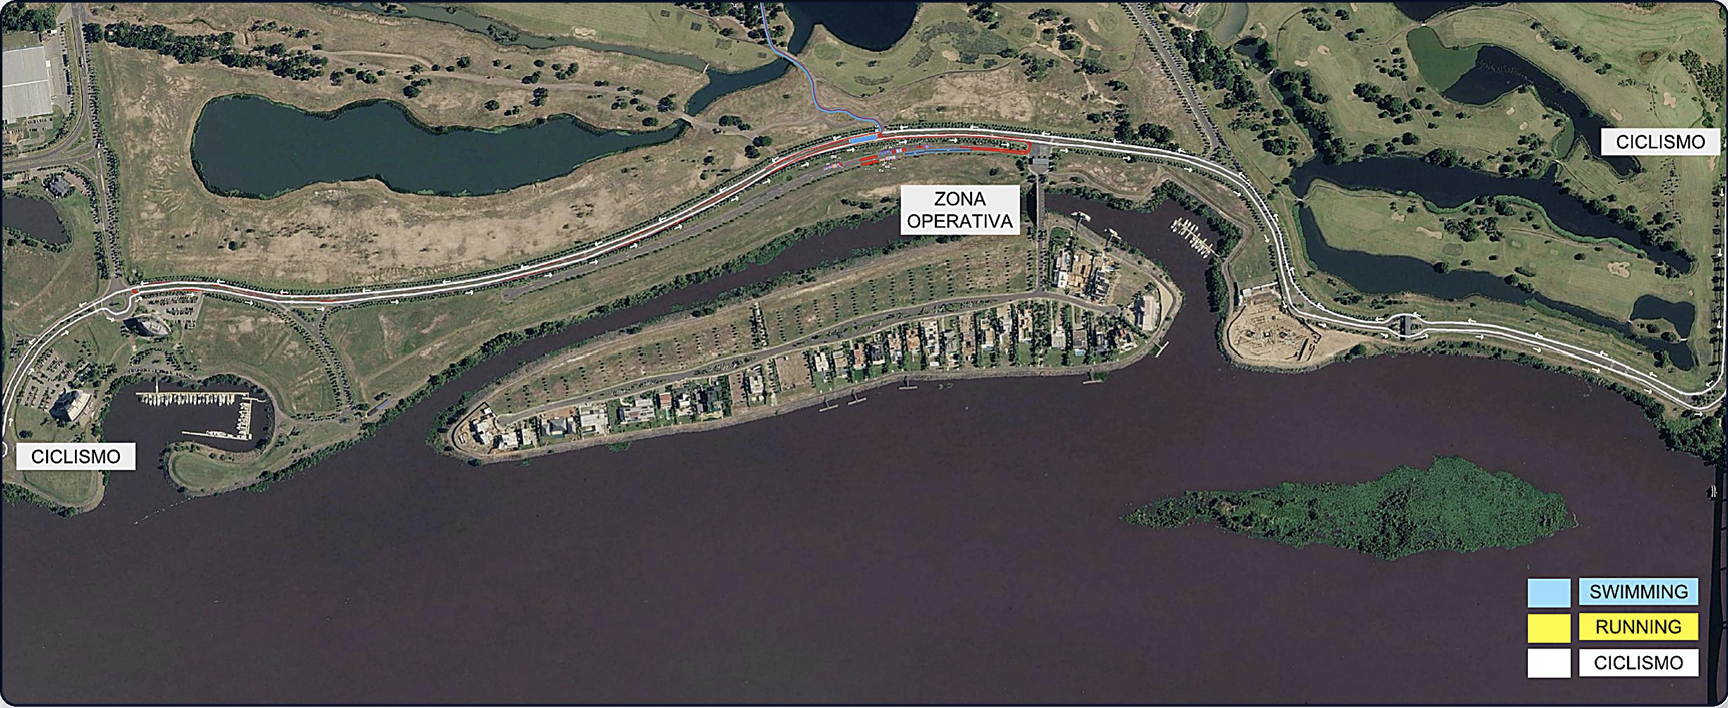 CICLISMO
ZONA
OPERATIVA
CICLISMO
SWIMMING
RUNNING
CICLISMO